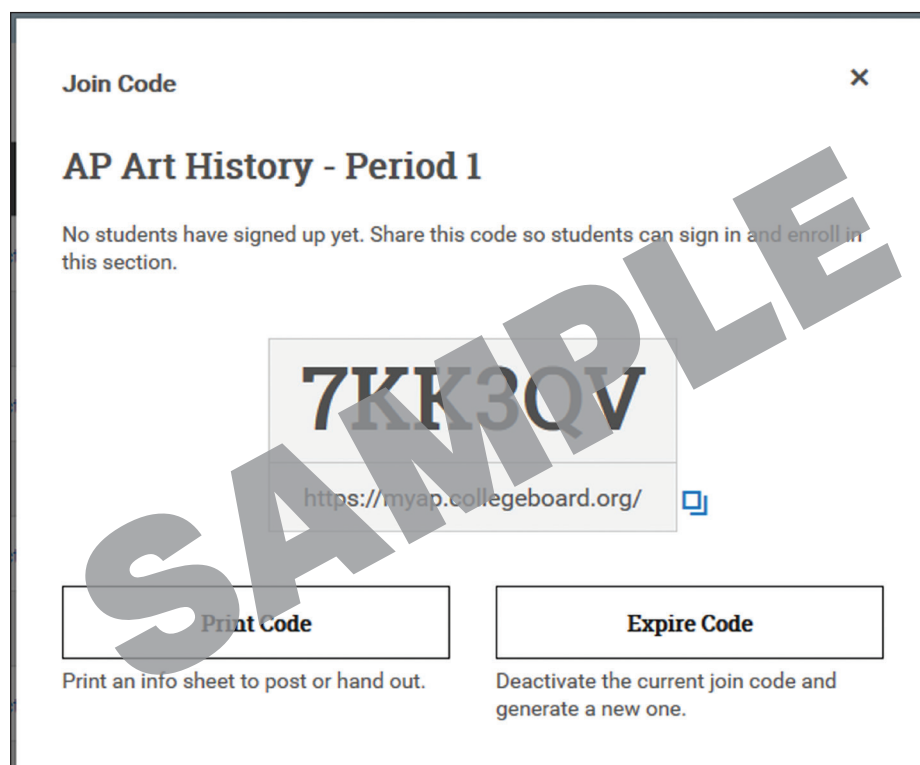 Join Code
AP Art History - Period 1
No students have signed up yet. Share this code so students can sign in and enroll in
this section.
7KK3QV
https://myap.collegeboard.org/
Print Code
Expire Code
Print an info sheet to post or hand out.
Deactivate the current join code and
generate a new one.
SAMPLE